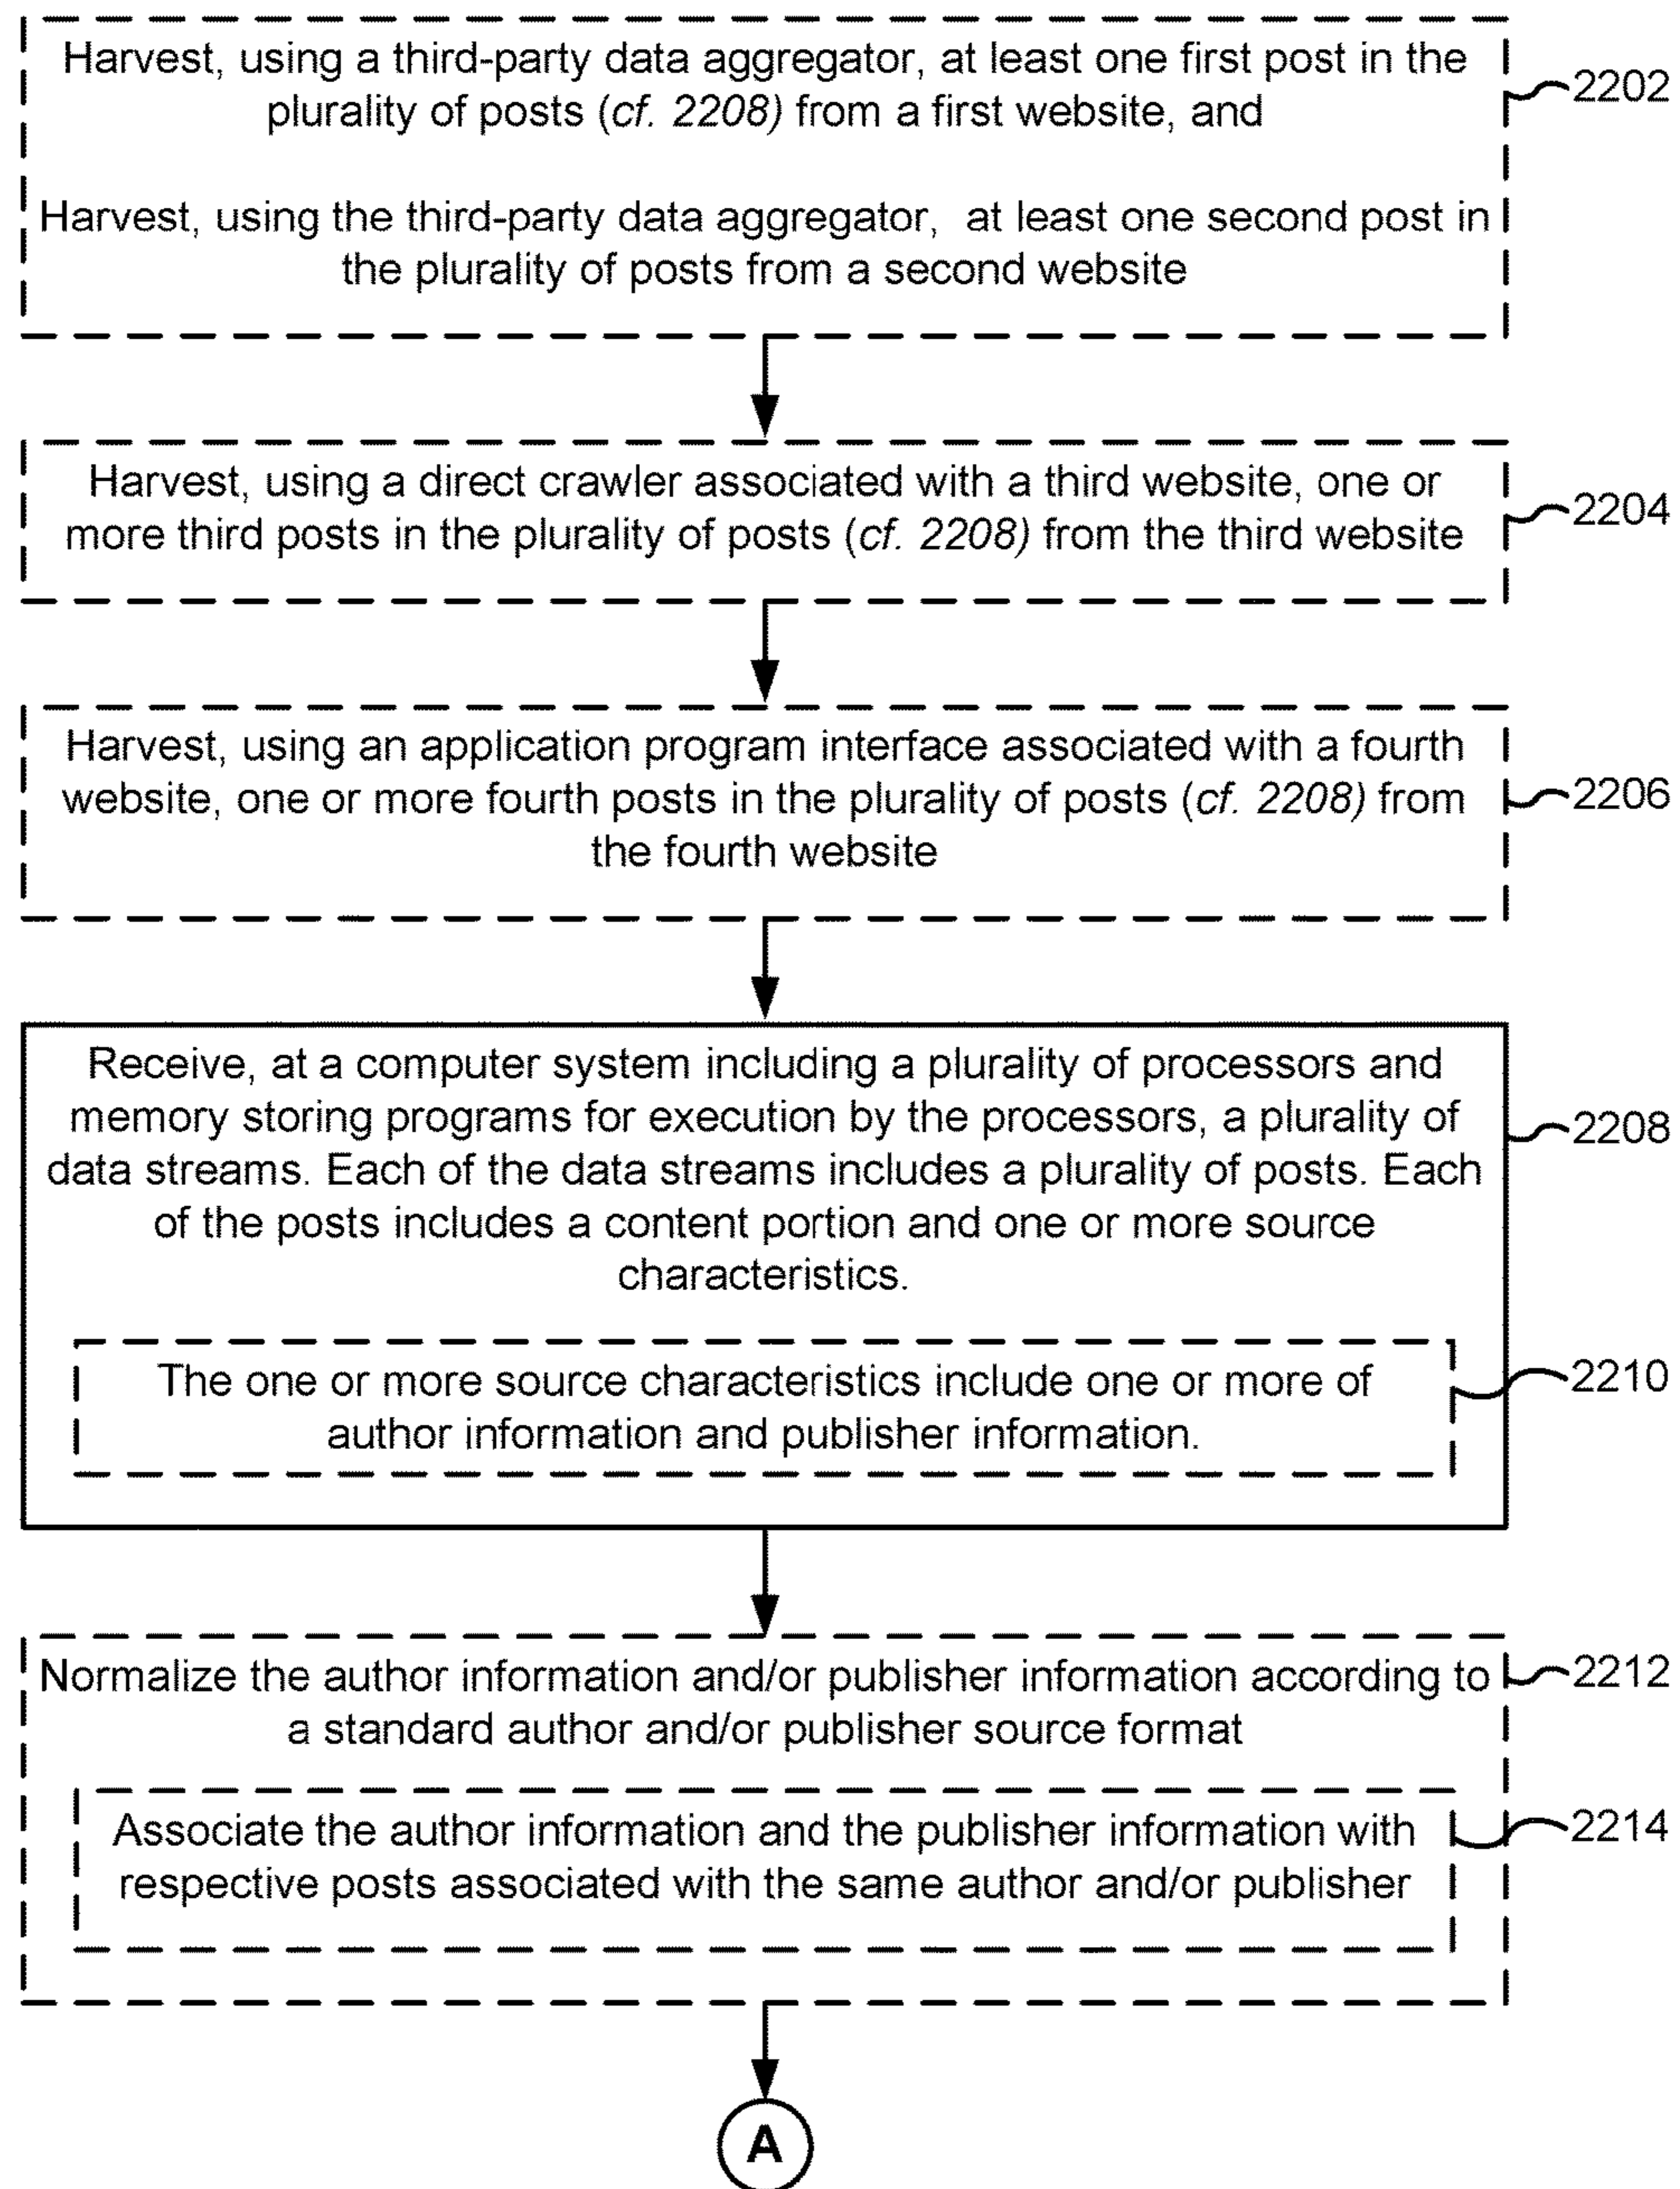 Harvest, using a third-party data aggregator, at least one first post in the
plurality of posts (cf. 2208) from a first website, and
2202
Harvest, using the third-party data aggregator, at least one second post in
the plurality of posts from a second website
Harvest, using a direct crawler associated with a third website, one or
more third posts in the plurality of posts (cf. 2208) from the third website
2204
Harvest, using an application program interface associated with a fourth
website, one or more fourth posts in the plurality of posts (cf. 2208) from
the fourth website
2206
Receive, at a computer system including a plurality of processors and
memory storing programs for execution by the processors, a plurality of
data streams. Each of the data streams includes a plurality of posts. Each
of the posts includes a content portion and one or more source
characteristics.
2208
The one or more source characteristics include one or more of
author information and publisher information.
2210
Normalize the author information and/or publisher information according to
a standard author and/or publisher source format
2212
Associate the author information and the publisher information with
respective posts associated with the same author and/or publisher
2214
A